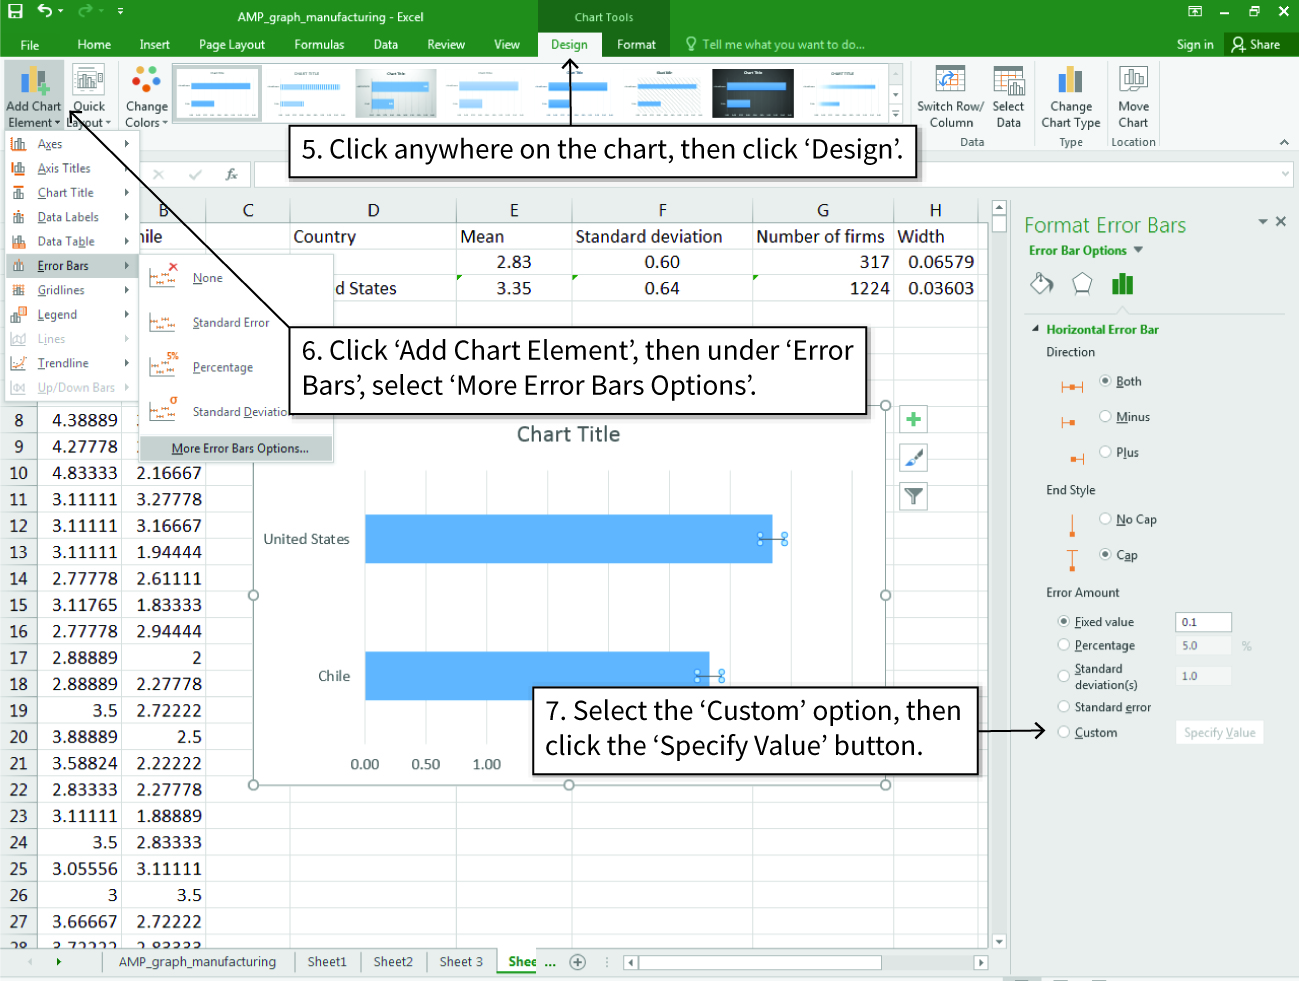 AMP_graph_manufacturing - Excel
Chart Tools
File Home Insert Page Layout Formulas Data Review View Design Format Tell me what you want to do... Sign in Share
Add Chart Element
Quick Layout
Change Colors
Switch Row/ Column
Select Data
Change Chart Type
Move Chart
Data Type Location
5. Click anywhere on the chart, then click ‘Design’.
Axes
Axis Titles
Chart Title
Data Labels
Data Table
Error Bars
Gridlines
Legend
Lines
Trendline
Up/Down Bars
None
Standard Error
5%
Percentage
σ
Standard Deviatio
More Error Bars Options...
fx
B C D E F G H
hile Country Mean Standard deviation Number of firms Width
2.83 0.60 317 0.06579
d States 3.35 0.64 1224 0.03603
6. Click ‘Add Chart Element’, then under ‘Error
Bars’, select ‘More Error Bars Options’.
8 4.38889
9 4.27778
10 4.83333 2.16667
11 3.11111 3.27778
12 3.11111 3.16667
13 3.11111 1.94444
14 2.77778 2.61111
15 3.11765 1.83333
16 2.77778 2.94444
17 2.88889 2
18 2.88889 2.27778
19 3.5 2.72222
20 3.88889 2.5
21 3.58824 2.22222
22 2.83333 2.27778
23 3.11111 1.88889
24 3.5 2.83333
25 3.05556 3.11111
26 3 3.5
27 3.66667 2.72222
28 3.72222 2.83333
Chart Title
United States
Chile
0.00 0.50 1.00
7. Select the ‘Custom’ option, then
click the ‘Specify Value’ button.
Format Error Bars
Error Bar Options
Horizontal Error Bar
Direction
Both
Minus
Plus
End Style
No Cap
Cap
Error Amount
Fixed value 0.1
Percentage 5.0 %
Standard
deviation(s) 1.0
Standard error
Custom Specify Value
AMP_graph_manufacturing Sheet1 Sheet2 Sheet 3 Shee ...